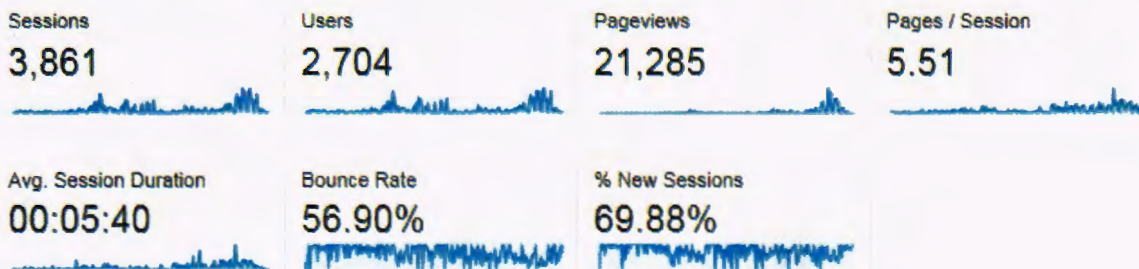 Sessions
3,861
Users
2,704
Pageviews
21,285
Pages / Session
5.51
Avg. Session Duration
00:05:40
Bounce Rate
56.90%
% New Sessions
69.88%